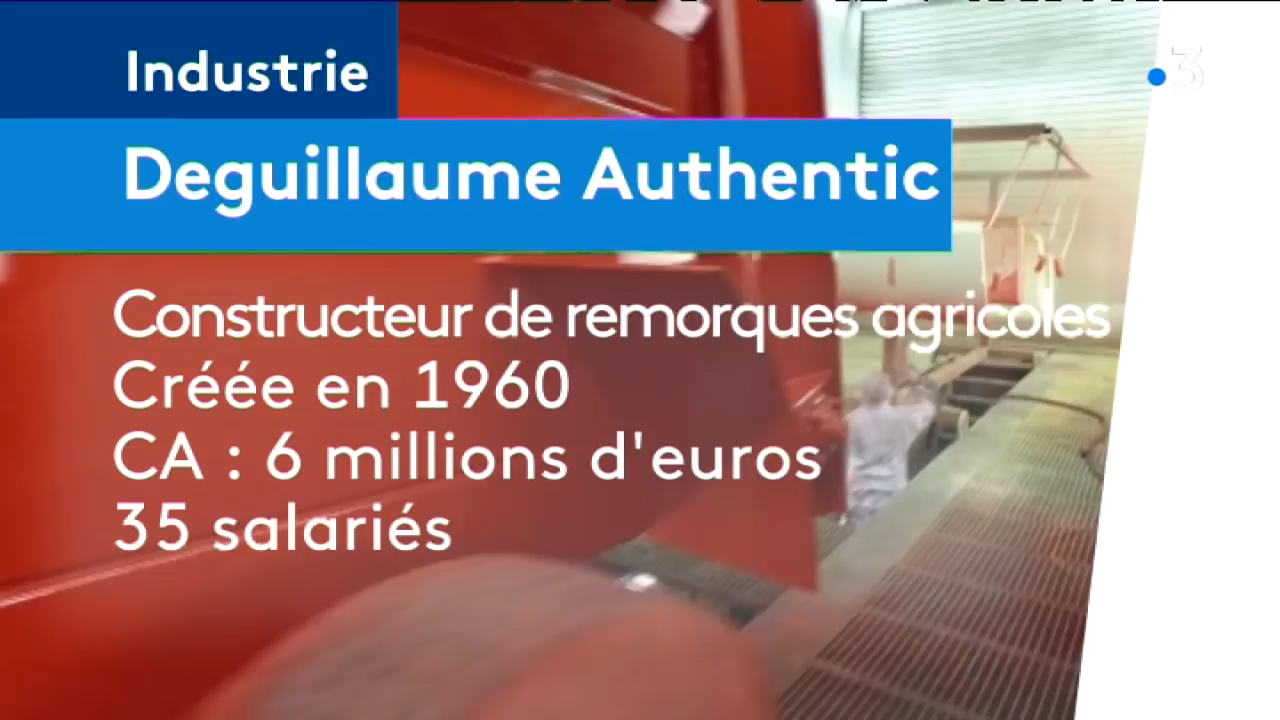 Industrie
3
Deguillaume Authentic
Constructeur de remorques agricoles
Créée en 1960
CA : 6 millions d'euros
35 salariés